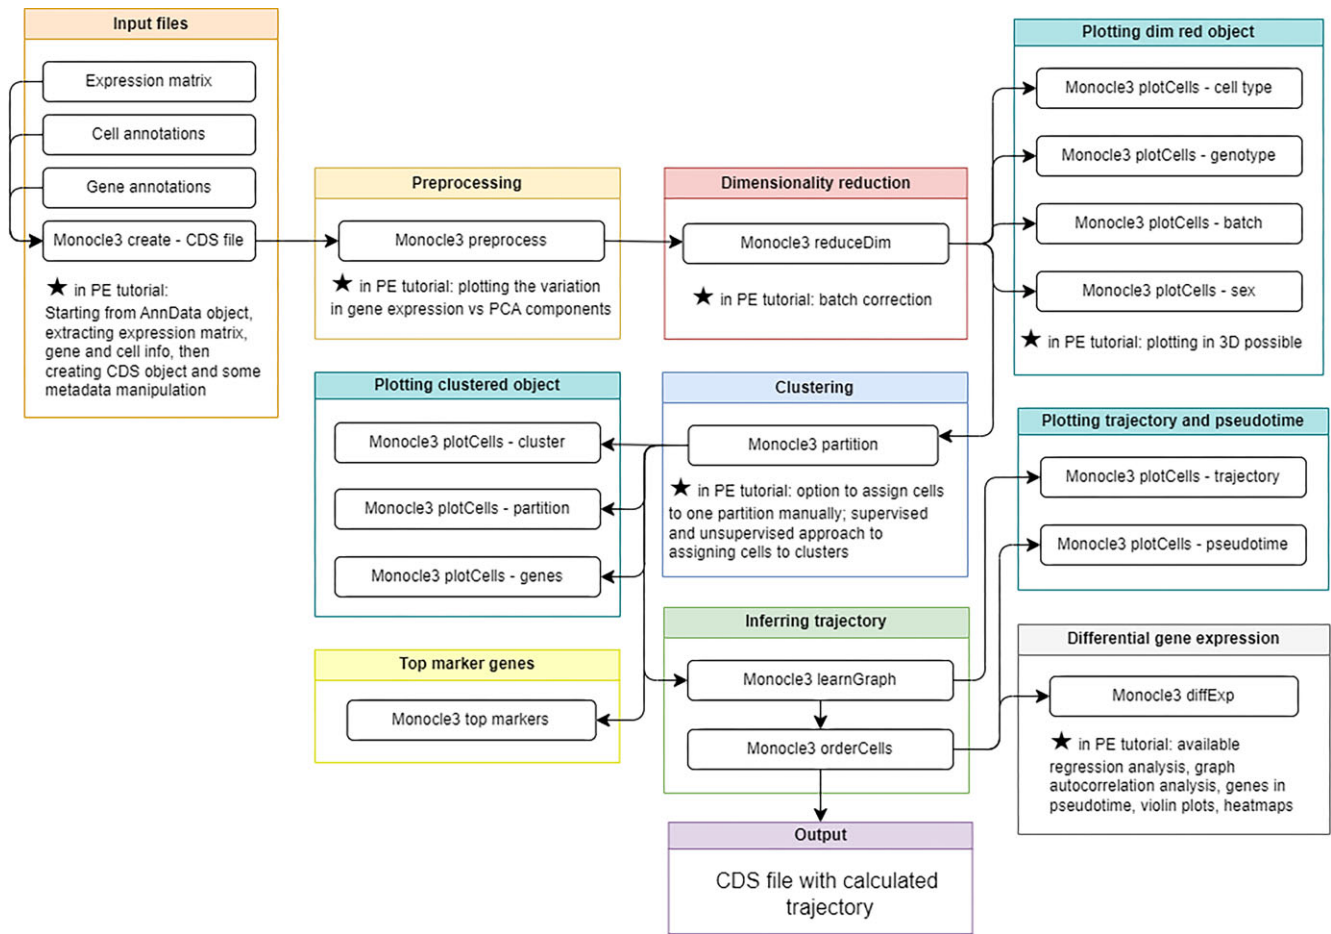 Input files
Expression matrix
Cell annotations
Gene annotations
Monocle3 create - CDS file
★ in PE tutorial:
Starting from AnnData object,
extracting expression matrix,
gene and cell info, then
creating CDS object and some
metadata manipulation
Preprocessing
Monocle3 preprocess
★ in PE tutorial: plotting the variation
in gene expression vs PCA components
Dimensionality reduction
Monocle3 reduceDim
★ in PE tutorial: batch correction
Plotting dim red object
Monocle3 plotCells - cell type
Monocle3 plotCells - genotype
Monocle3 plotCells - batch
Monocle3 plotCells - sex
★ in PE tutorial: plotting in 3D possible
Plotting clustered object
Monocle3 plotCells - cluster
Monocle3 plotCells - partition
Monocle3 plotCells - genes
Clustering
Monocle3 partition
★ in PE tutorial: option to assign cells
to one partition manually; supervised
and unsupervised approach to
assigning cells to clusters
Plotting trajectory and pseudotime
Monocle3 plotCells - trajectory
Monocle3 plotCells - pseudotime
Top marker genes
Monocle3 top markers
Inferring trajectory
Monocle3 learnGraph
Monocle3 orderCells
Differential gene expression
Monocle3 diffExp
★ in PE tutorial: available
regression analysis, graph
autocorrelation analysis, genes in
pseudotime, violin plots, heatmaps
Output
CDS file with calculated
trajectory